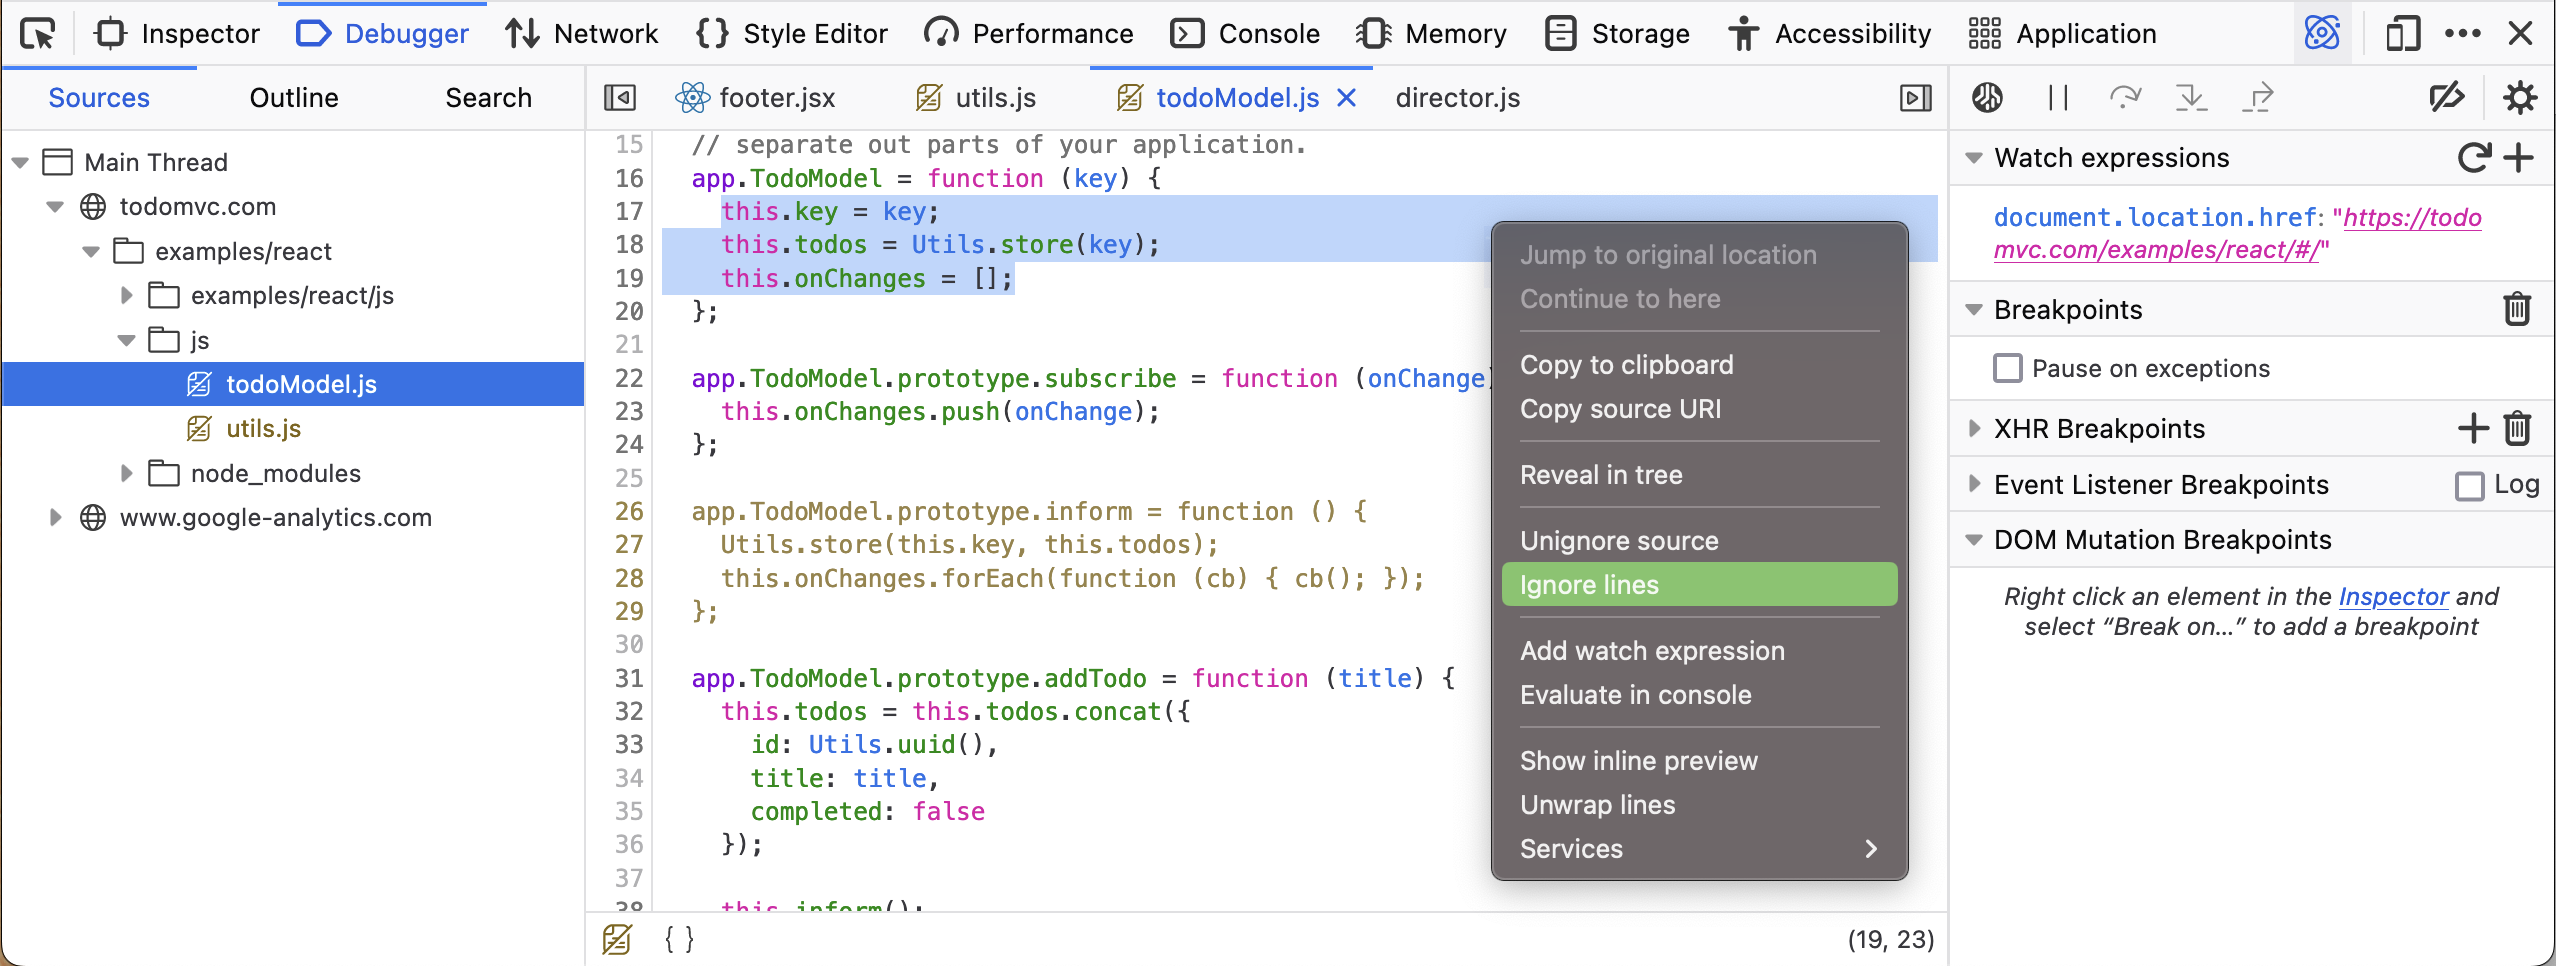 Inspector Debugger Network Style Editor Performance Console Memory Storage Accessibility Application
Sources Outline Search
Main Thread
todomvc.com
examples/react
examples/react/js
js
todoModel.js
utils.js
node_modules
www.google-analytics.com
footer.jsx utils.js todoModel.js director.js
15 // separate out parts of your application.
16 app.TodoModel = function (key) {
17 this.key = key;
18 this.todos = Utils.store(key);
19 this.onChanges = [];
20 };
21
22 app.TodoModel.prototype.subscribe = function (onChange)
23 this.onChanges.push(onChange);
24 };
25
26 app.TodoModel.prototype.inform = function () {
27 Utils.store(this.key, this.todos);
28 this.onChanges.forEach(function (cb) { cb(); });
29 };
30
31 app.TodoModel.prototype.addTodo = function (title) {
32 this.todos = this.todos.concat({
33 id: Utils.uuid(),
34 title: title,
35 completed: false
36 });
37
38 this.inform();
{ } (19, 23)
Jump to original location
Continue to here
Copy to clipboard
Copy source URI
Reveal in tree
Unignore source
Ignore lines
Add watch expression
Evaluate in console
Show inline preview
Unwrap lines
Services
Watch expressions
document.location.href: "https://todo
mvc.com/examples/react/#/"
Breakpoints
Pause on exceptions
XHR Breakpoints
Event Listener Breakpoints Log
DOM Mutation Breakpoints
Right click an element in the Inspector and
select “Break on…” to add a breakpoint